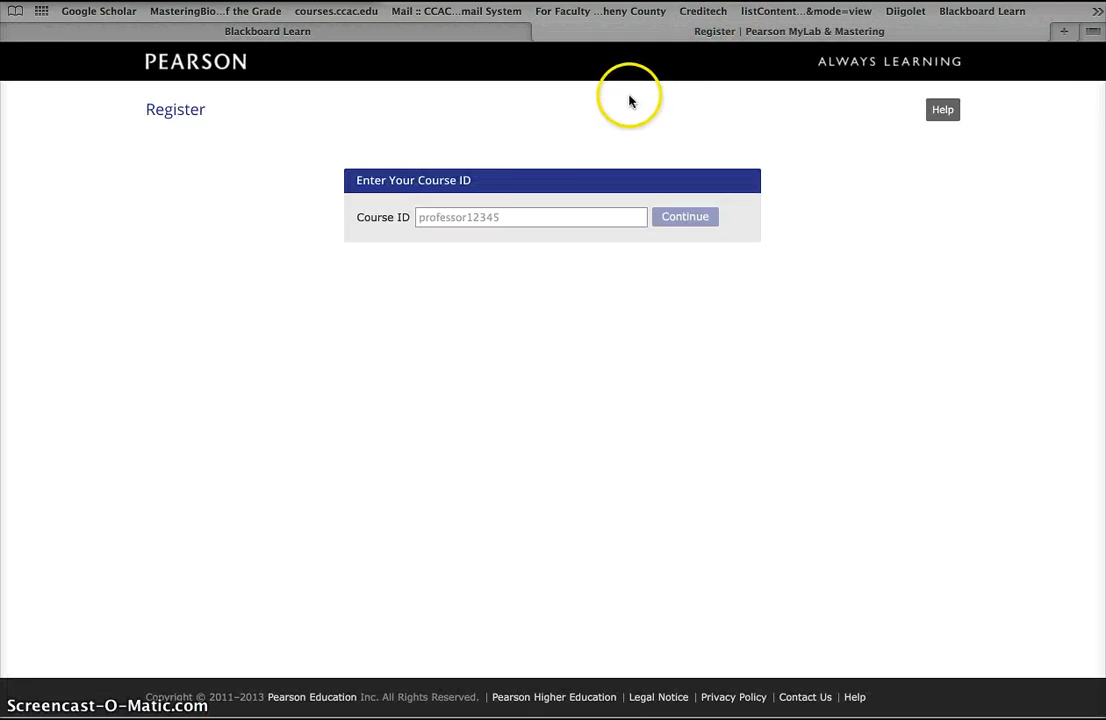 Google Scholar MasteringBio...f the Grade courses.ccac.edu Mail :: CCAC...mail System For Faculty ...heny County Creditech listContent...&mode=view Diigolet Blackboard Learn »
Blackboard Learn Register | Pearson MyLab & Mastering +
PEARSON ALWAYS LEARNING
Register Help
Enter Your Course ID
Course ID professor12345 Continue
Copyright © 2011–2013 Pearson Education Inc. All Rights Reserved. | Pearson Higher Education | Legal Notice | Privacy Policy | Contact Us | Help
Screencast-O-Matic.com